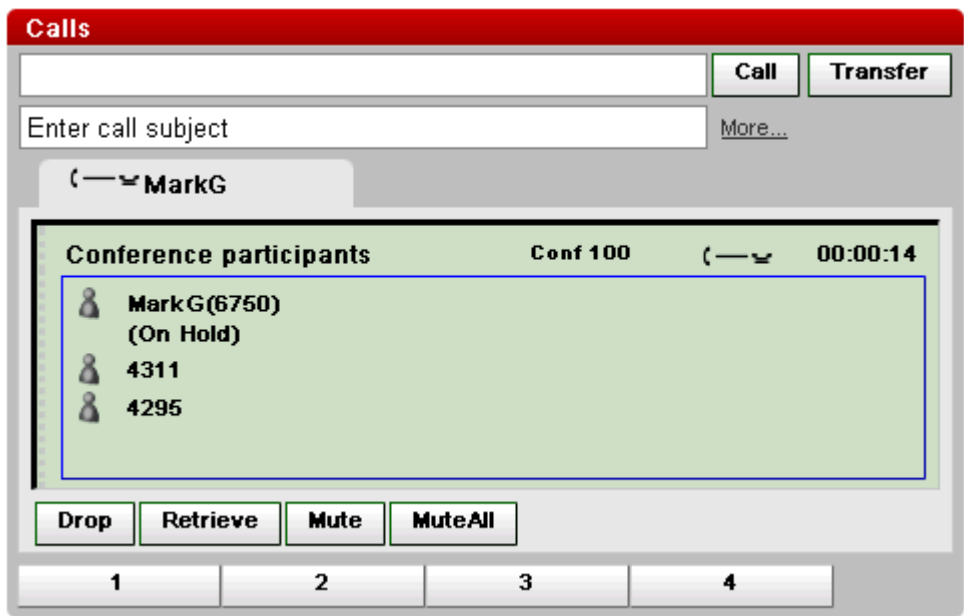 Calls
Call Transfer
Enter call subject More...
MarkG
Conference participants Conf 100 00:00:14
MarkG(6750)
(On Hold)
4311
4295
Drop Retrieve Mute MuteAll
1 2 3 4